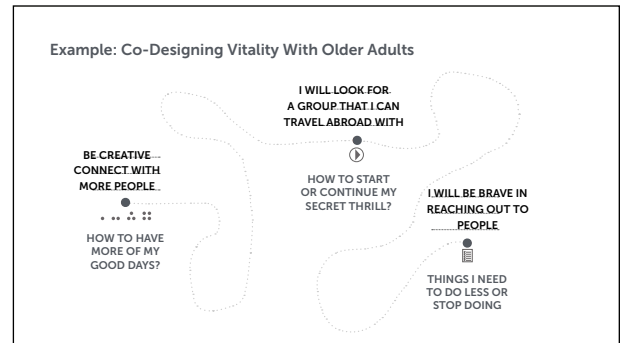 Example: Co-Designing Vitality With Older Adults
I WILL LOOK FOR
A GROUP THAT I CAN
TRAVEL ABROAD WITH
BE CREATIVE
CONNECT WITH
MORE PEOPLE
HOW TO START
OR CONTINUE MY
SECRET THRILL?
I WILL BE BRAVE IN
REACHING OUT TO
PEOPLE
HOW TO HAVE
MORE OF MY
GOOD DAYS?
THINGS I NEED
TO DO LESS OR
STOP DOING